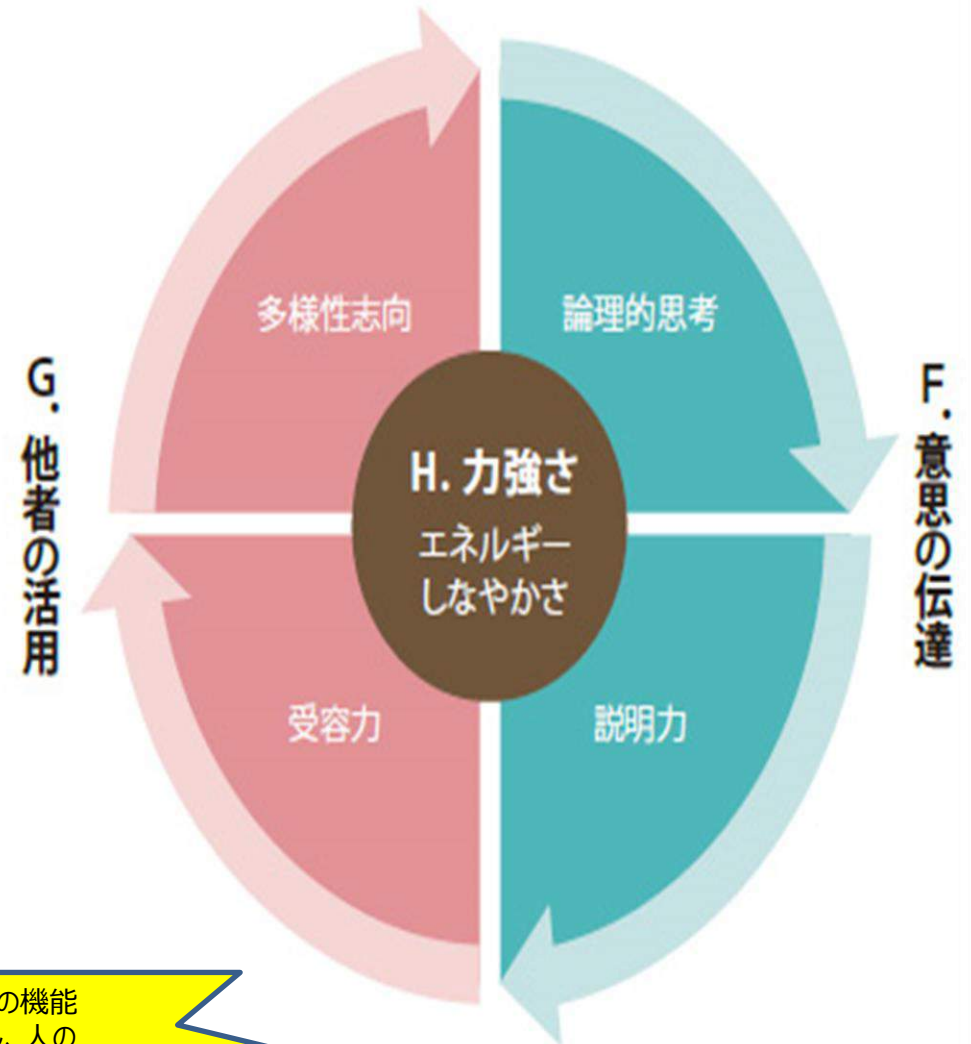 多様性志向
論理的思考
G. 他者の活用
F. 意思の伝達
H. 力強さ
エネルギー
しなやかさ
受容力
説明力
の機能
人の